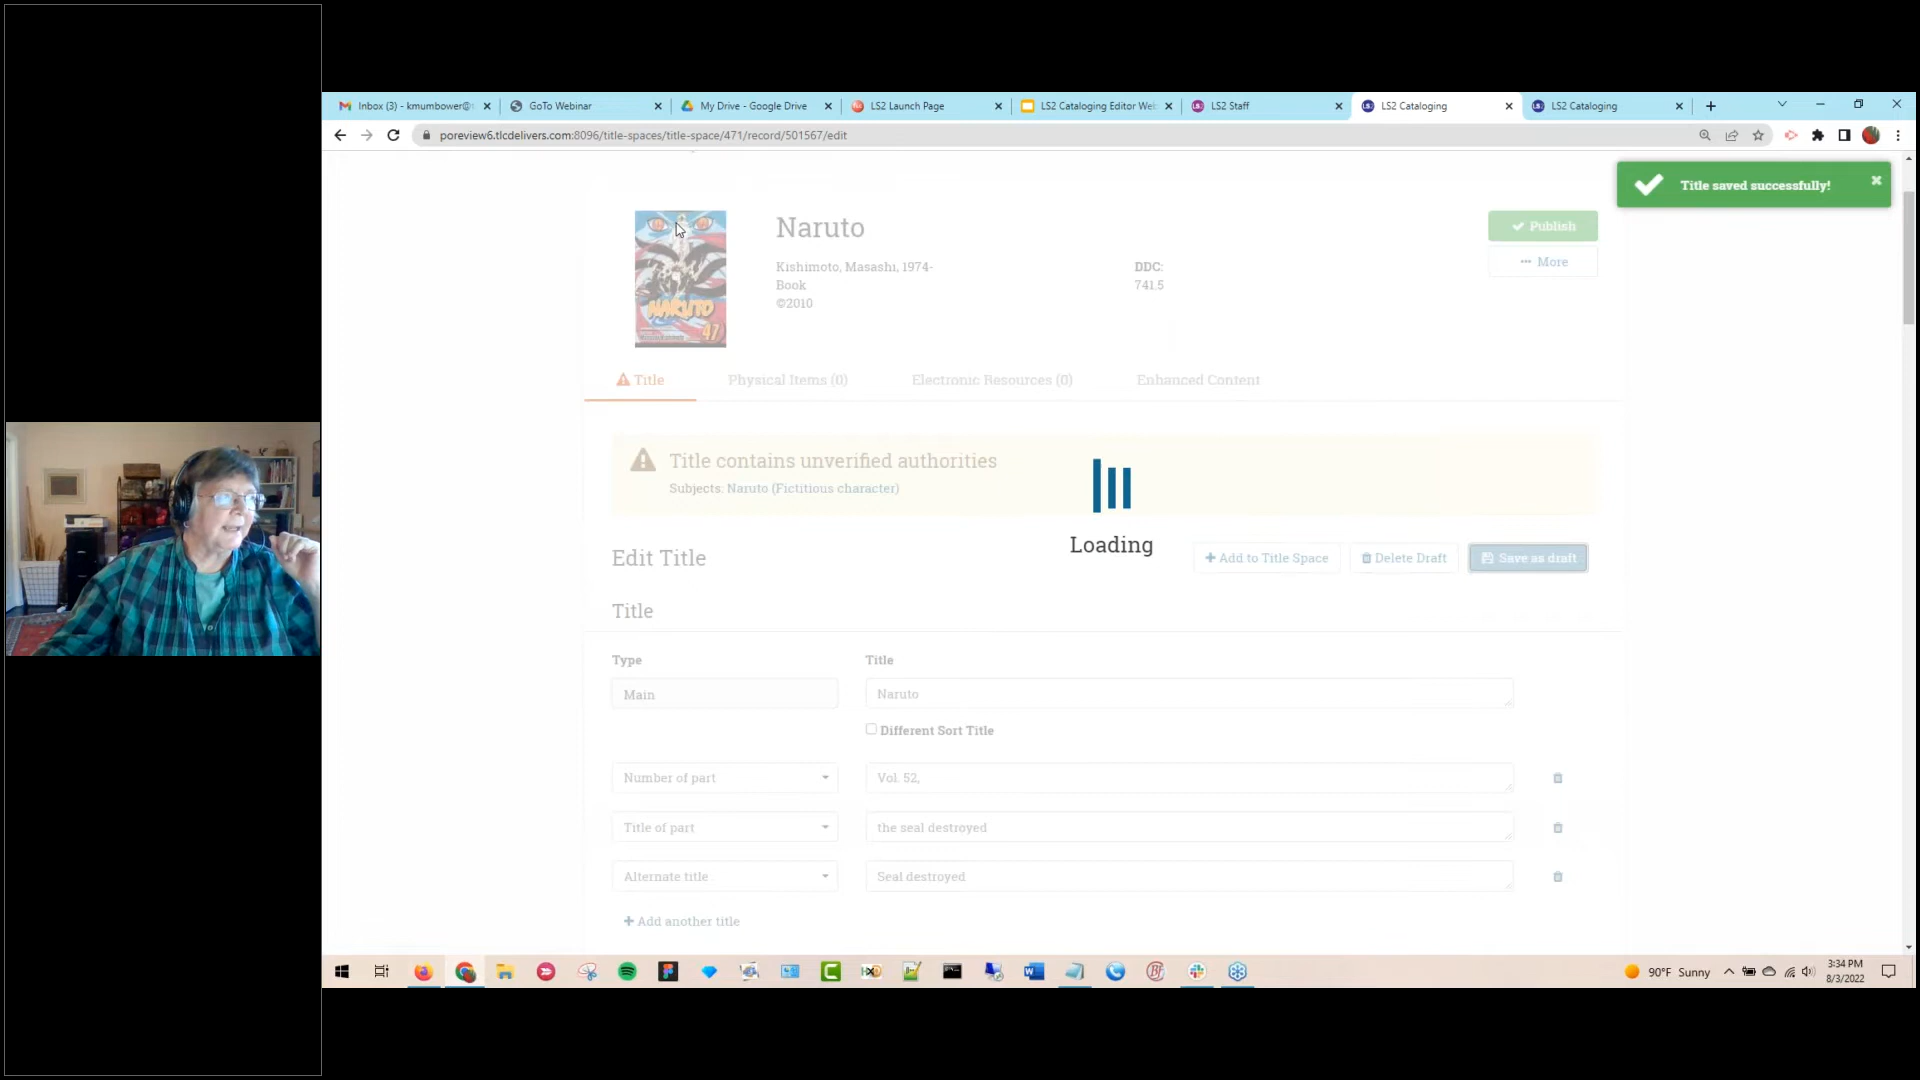 Inbox (3) - kmumbower@
GoTo Webinar
My Drive - Google Drive
LS2 Launch Page
LS2 Cataloging Editor Web
LS2 Staff
LS2 Cataloging
LS2 Cataloging
poreview6.tlcdelivers.com:8096/title-spaces/title-space/471/record/501567/edit
Title saved successfully!
NARUTO
47
Naruto
Kishimoto, Masashi, 1974-
Book
©2010
DDC:
741.5
Publish
More
Title
Physical Items (0)
Electronic Resources (0)
Enhanced Content
Title contains unverified authorities
Subjects: Naruto (Fictitious character)
Loading
Edit Title
+ Add to Title Space
Delete Draft
Save as draft
Title
Type
Title
Main
Naruto
Different Sort Title
Number of part
Vol. 52,
Title of part
the seal destroyed
Alternate title
Seal destroyed
+ Add another title
90°F Sunny
3:34 PM
8/3/2022